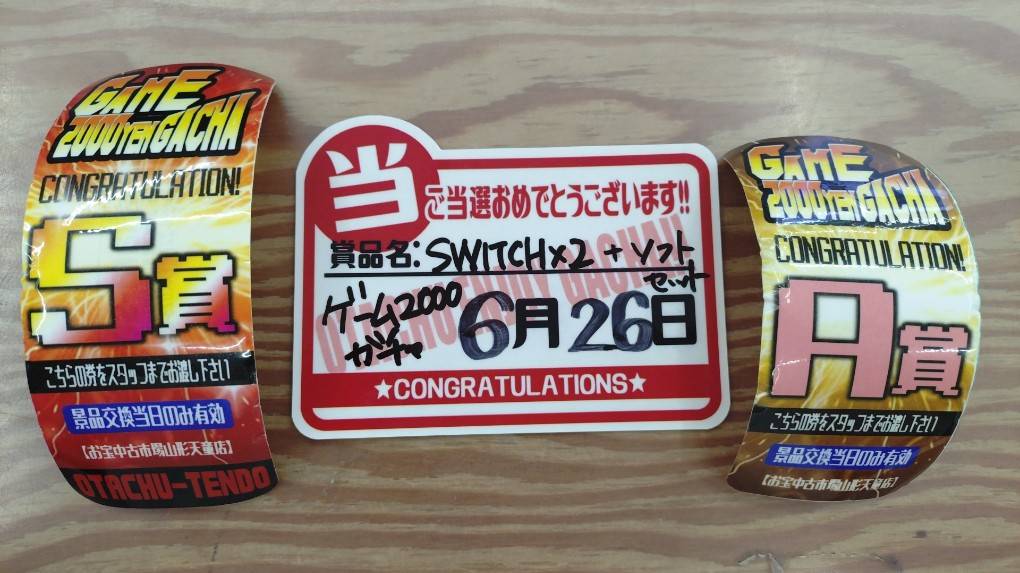 GAME
2000YEN GACHA
CONGRATULATION!
S賞
こちらの券をスタッフまでお渡し下さい
景品交換当日のみ有効
【お宝中古市場山形天童店】
OTACHU-TENDO
当
ご当選おめでとうございます!!
賞品名:SWITCH×2+ソフト
セット
ゲーム2000
ガチャ
6月26日
★CONGRATULATIONS★
GAME
2000YEN GACHA
CONGRATULATION!
A賞
こちらの券をスタッフまでお渡し下さい
景品交換当日のみ有効
【お宝中古市場山形天童店】